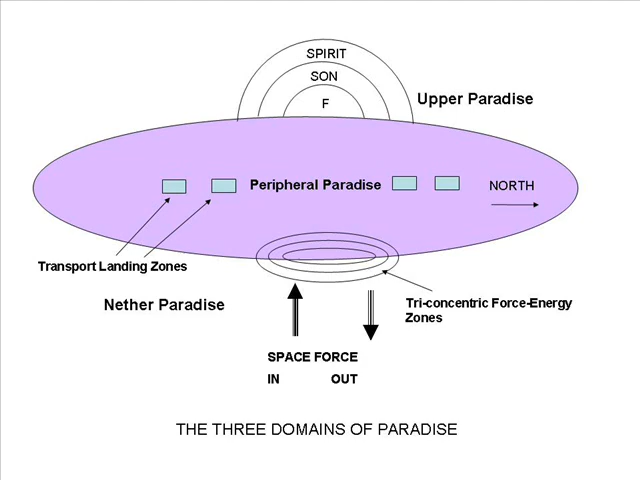 SPIRIT
SON
F
Upper Paradise
Peripheral Paradise
NORTH
Transport Landing Zones
Nether Paradise
Tri-concentric Force-Energy
Zones
SPACE FORCE
IN OUT
THE THREE DOMAINS OF PARADISE